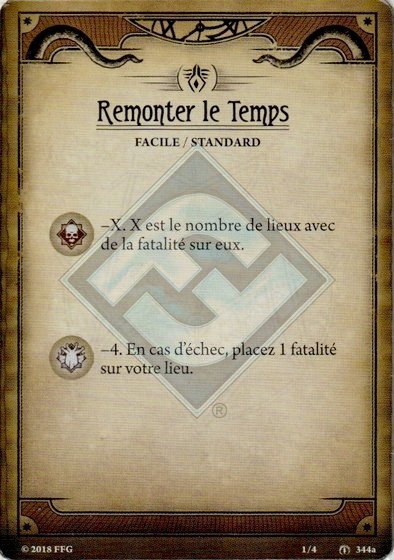 Remonter le Temps
FACILE / STANDARD
–X. X est le nombre de lieux avec
de la fatalité sur eux.
–4. En cas d'échec, placez 1 fatalité
sur votre lieu.
®
© 2018 FFG
1/4
344a